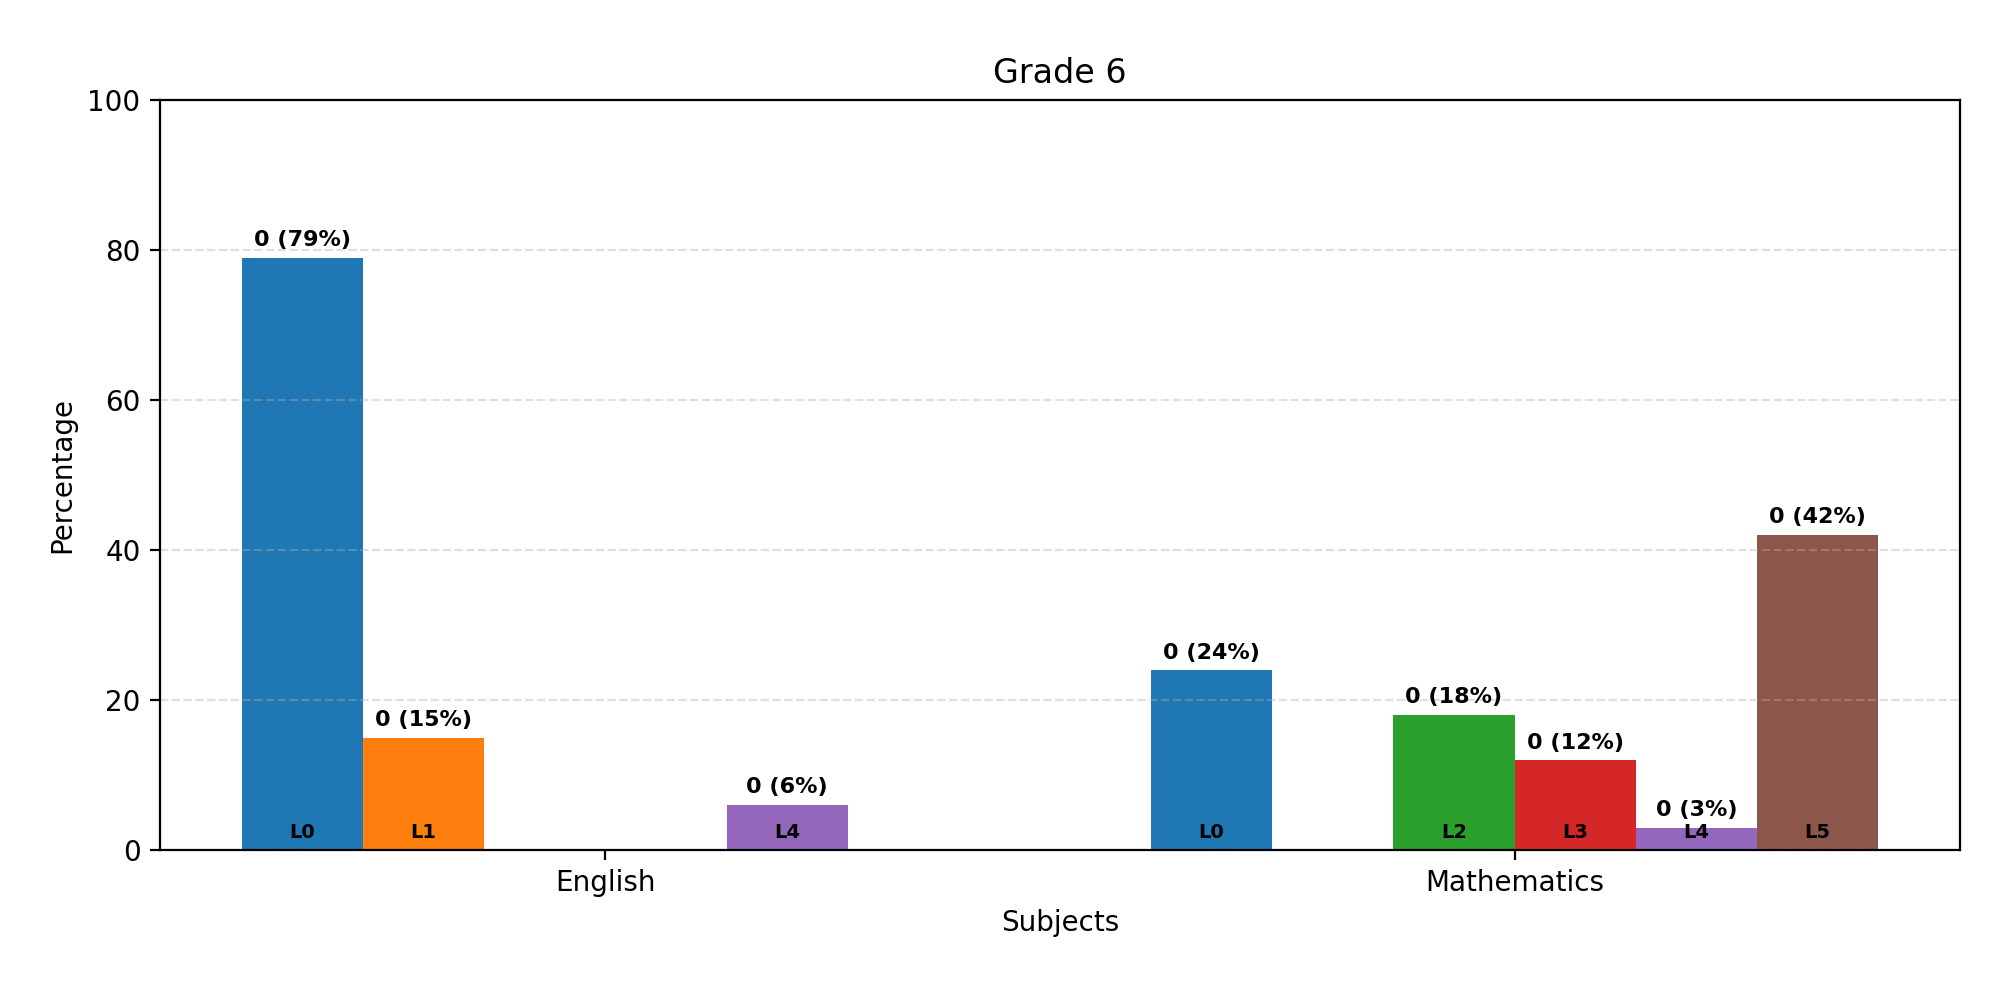 Grade 6
Percentage
100
80
60
40
20
0
0 (79%)
0 (15%)
0 (6%)
0 (24%)
0 (18%)
0 (12%)
0 (3%)
0 (42%)
L0
L1
L4
L0
L2
L3
L4
L5
English
Mathematics
Subjects